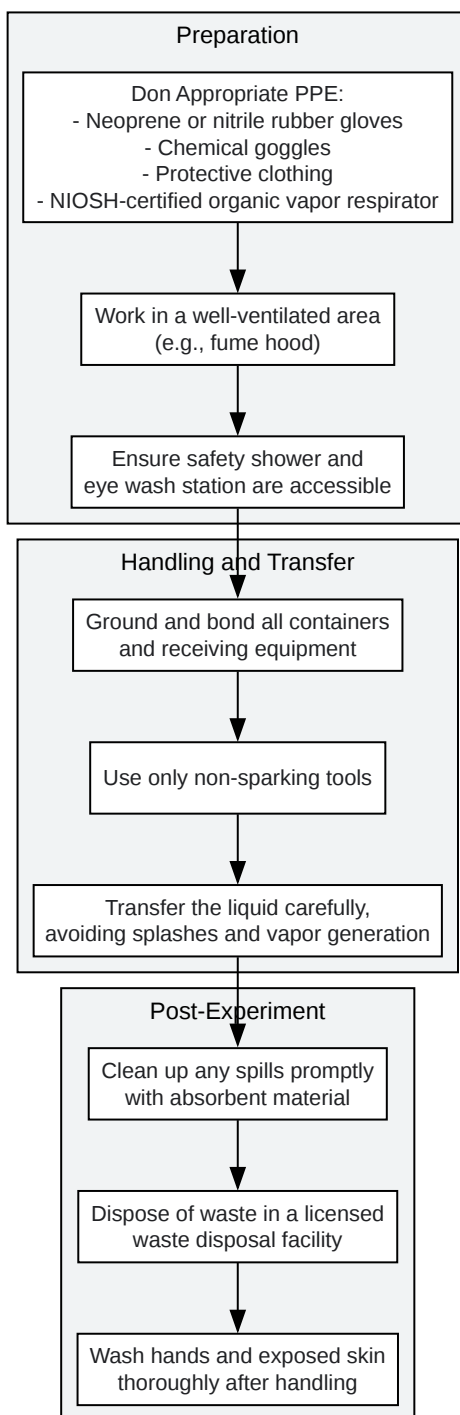 Preparation
Don Appropriate PPE:
- Neoprene or nitrile rubber gloves
- Chemical goggles
- Protective clothing
- NIOSH-certified organic vapor respirator
Work in a well-ventilated area
(e.g., fume hood)
Ensure safety shower and
eye wash station are accessible
Handling and Transfer
Ground and bond all containers
and receiving equipment
Use only non-sparking tools
Transfer the liquid carefully,
avoiding splashes and vapor generation
Post-Experiment
Clean up any spills promptly
with absorbent material
Dispose of waste in a licensed
waste disposal facility
Wash hands and exposed skin
thoroughly after handling